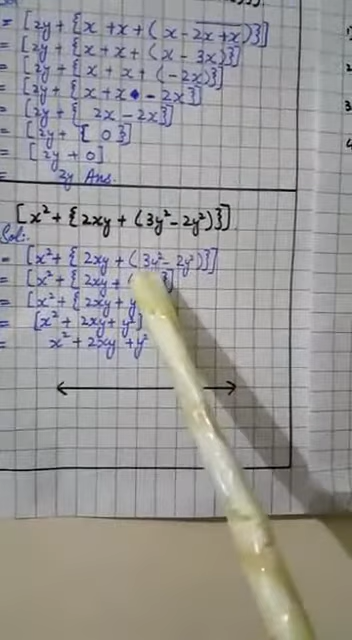 = [2y + {x + x + (x - 2x + x)}]
= [2y + {x + x + (x - 3x)}]
= [2y + {x + x + (-2x)}]
= [2y + {x + x - 2x}]
= [2y + { 2x - 2x}]
= [2y + { 0 }]
= [2y + 0]
= 2y Ans.
[x² + {2xy + (3y² - 2y²)}]
Sol:
= [x² + {2xy + (3y² - 2y²)}]
= [x² + {2xy + (
= [x² + {2xy + y
= [x² + 2xy + y²]
= x² + 2xy + y²